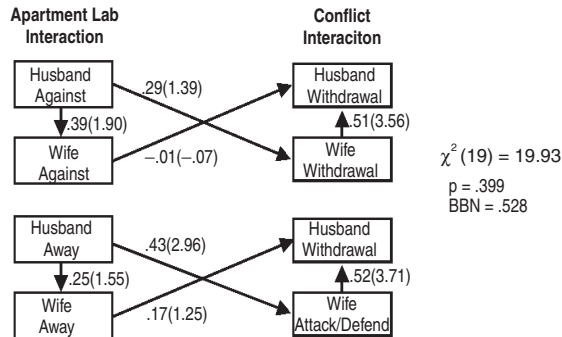 Apartment Lab
Interaction
Conflict
Interaciton
Husband
Against
.29(1.39)
Husband
Withdrawal
.39(1.90)
.51(3.56)
Wife
Against
−.01(−.07)
Wife
Withdrawal
χ² (19) = 19.93
p = .399
BBN = .528
Husband
Away
.43(2.96)
Husband
Withdrawal
.25(1.55)
.52(3.71)
Wife
Away
.17(1.25)
Wife
Attack/Defend